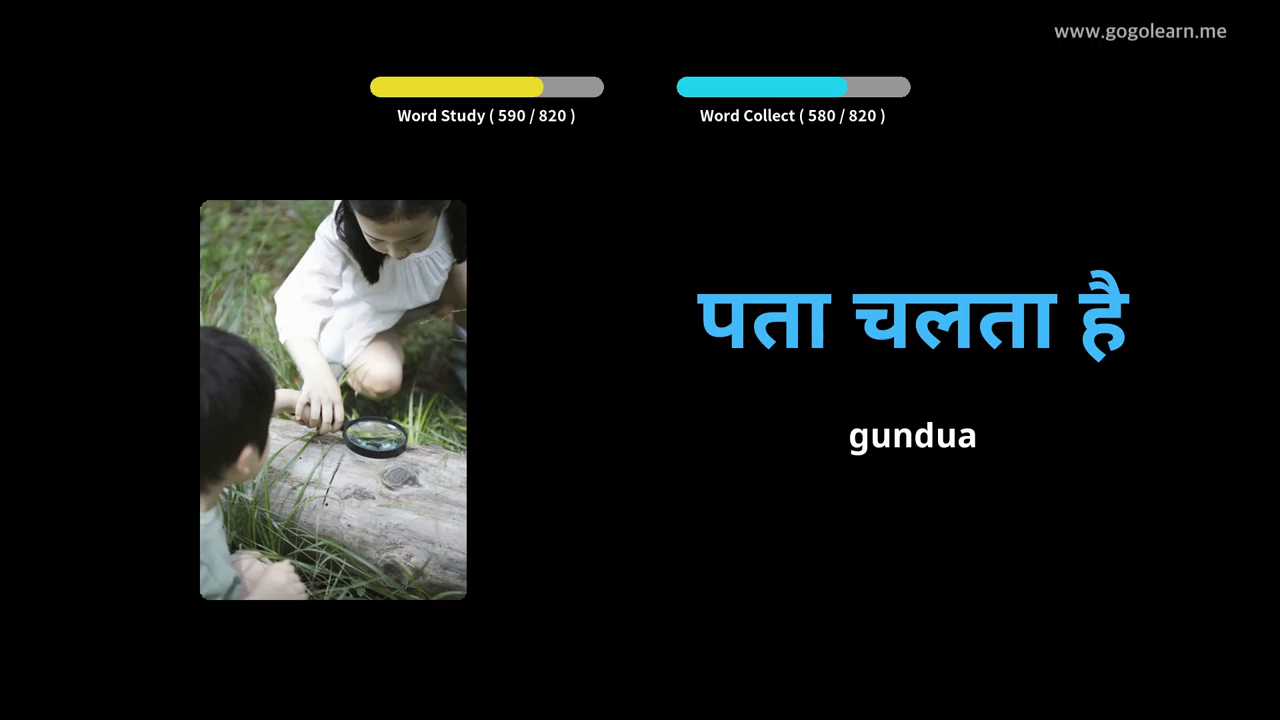 www.gogolearn.me
Word Study ( 590 / 820 )
Word Collect ( 580 / 820 )
पता चलता है
gundua